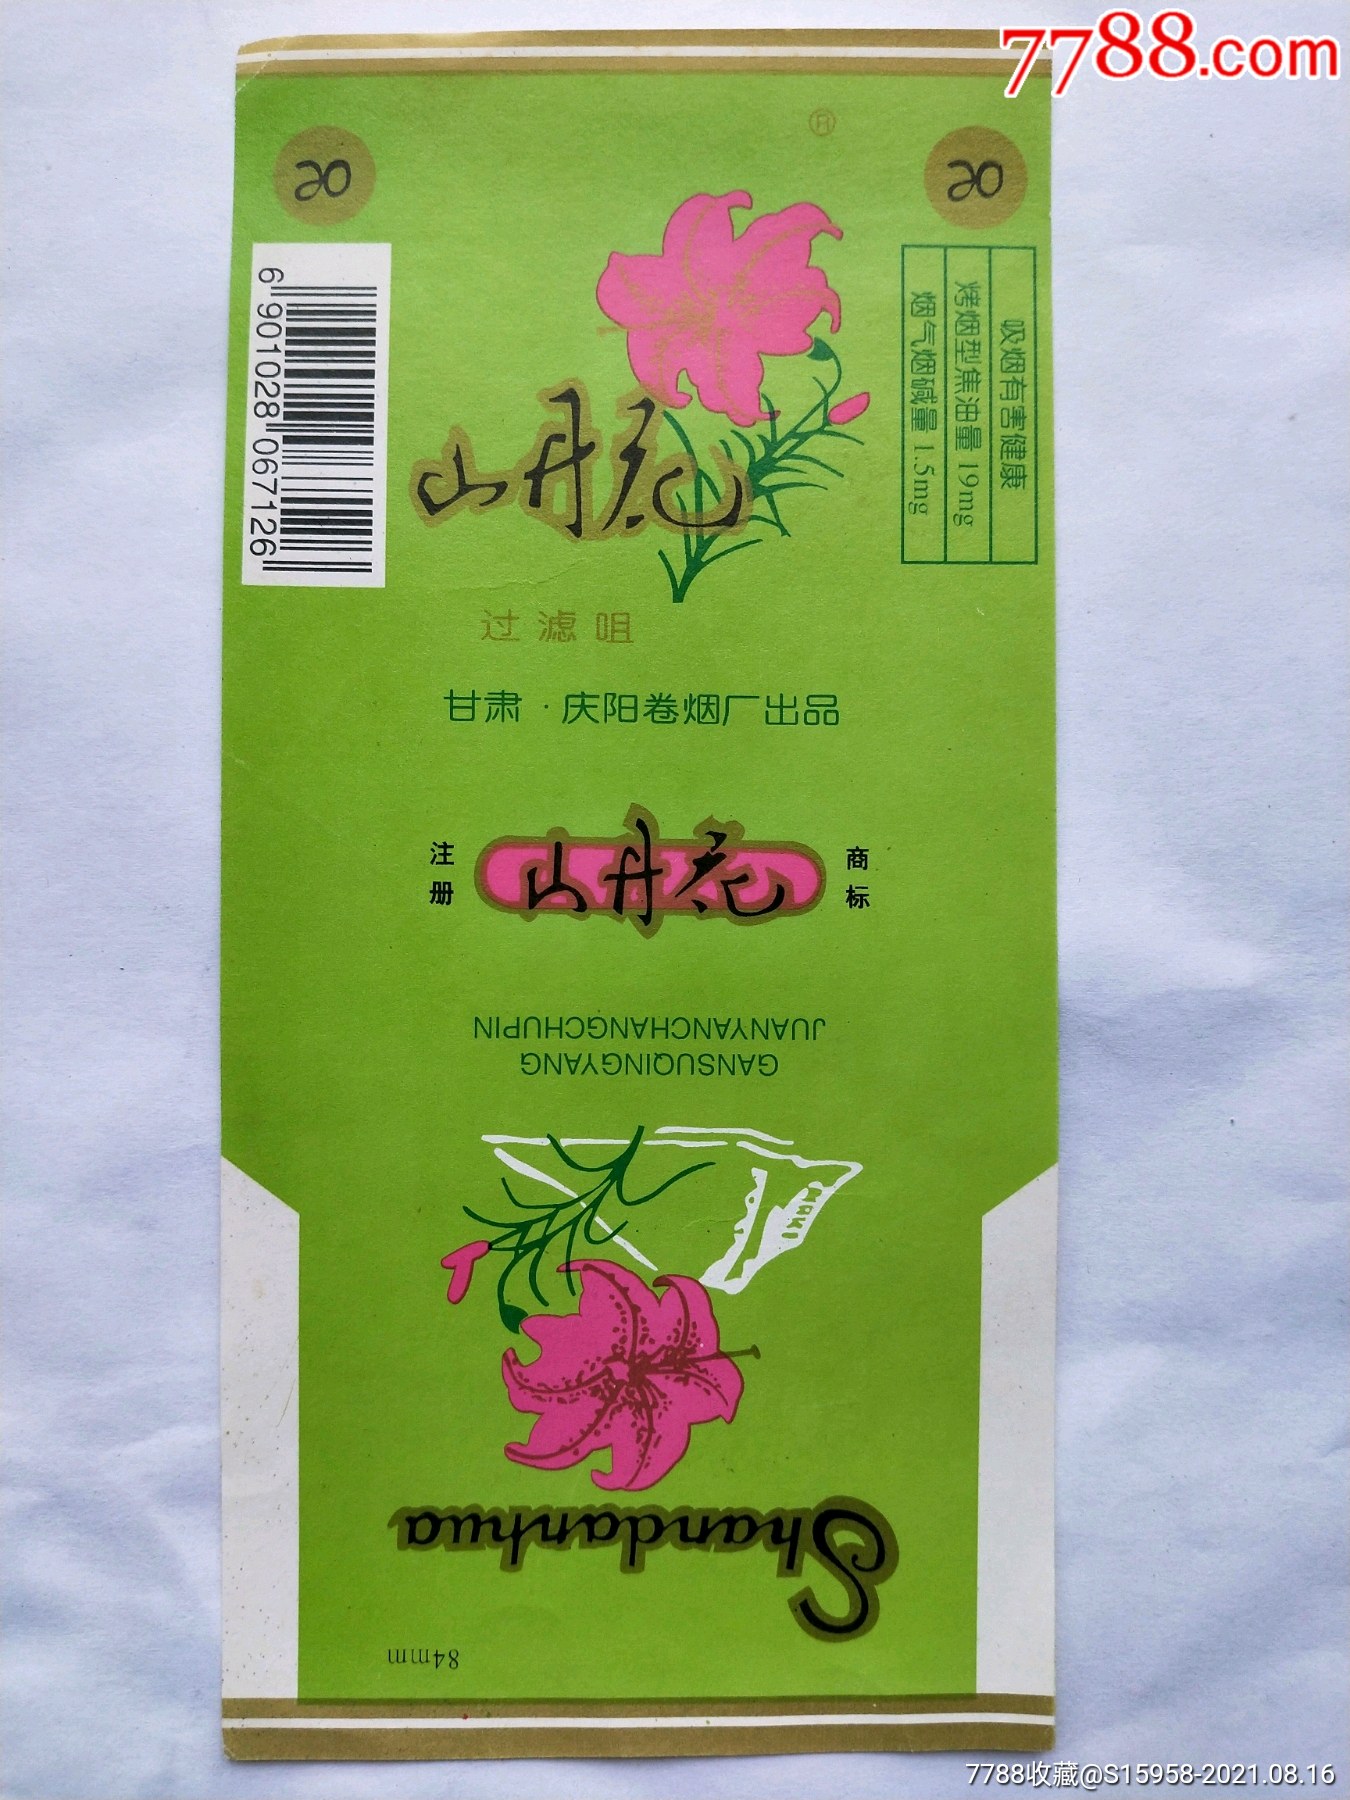 7788.com
®
20
20
吸烟有害健康
烤烟型焦油量 19mg
烟气烟碱量 1.5mg
6 901028 067126
山丹花
过滤咀
甘肃·庆阳卷烟厂出品
注册
山丹花
商标
GANSUQINGYANG
JUANYANCHANGCHUPIN
Shandanhua
84mm
7788收藏@S15958-2021.08.16